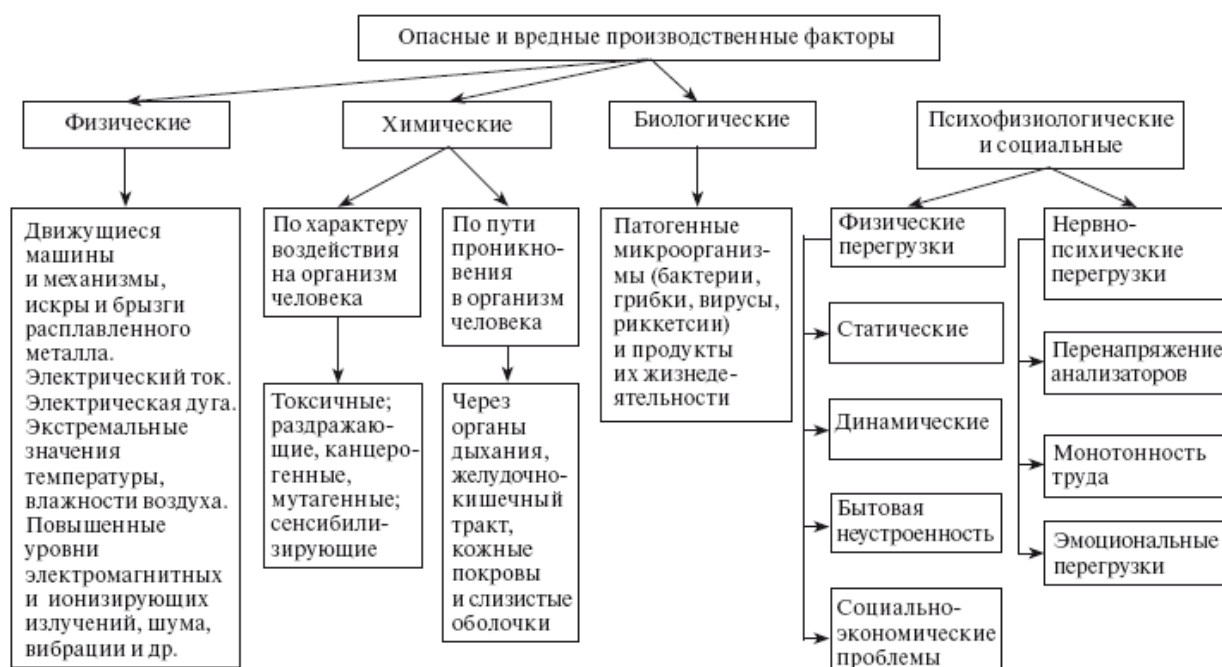 Опасные и вредные производственные факторы
Физические
Химические
Биологические
Психофизиологические
и социальные
Движущиеся
машины
и механизмы,
искры и брызги
расплавленного
металла.
Электрический ток.
Электрическая дуга.
Экстремальные
значения
температуры,
влажности воздуха.
Повышенные
уровни
электромагнитных
и ионизирующих
излучений, шума,
вибрации и др.
По характеру
воздействия
на организм
человека
Токсичные;
раздражаю-
щие, канцеро-
генные,
мутагенные;
сенсибили-
зирующие
По пути
проникно-
вения
в организм
человека
Через
органы
дыхания,
желудочно-
кишечный
тракт,
кожные
покровы
и слизистые
оболочки
Патогенные
микроорганиз-
мы (бактерии,
грибки, вирусы,
риккетсии)
и продукты
их жизнеде-
ятельности
Физические
перегрузки
Статические
Динамические
Бытовая
неустроенность
Социально-
экономические
проблемы
Нервно-
психические
перегрузки
Перенапряжение
анализаторов
Монотонность
труда
Эмоциональные
перегрузки